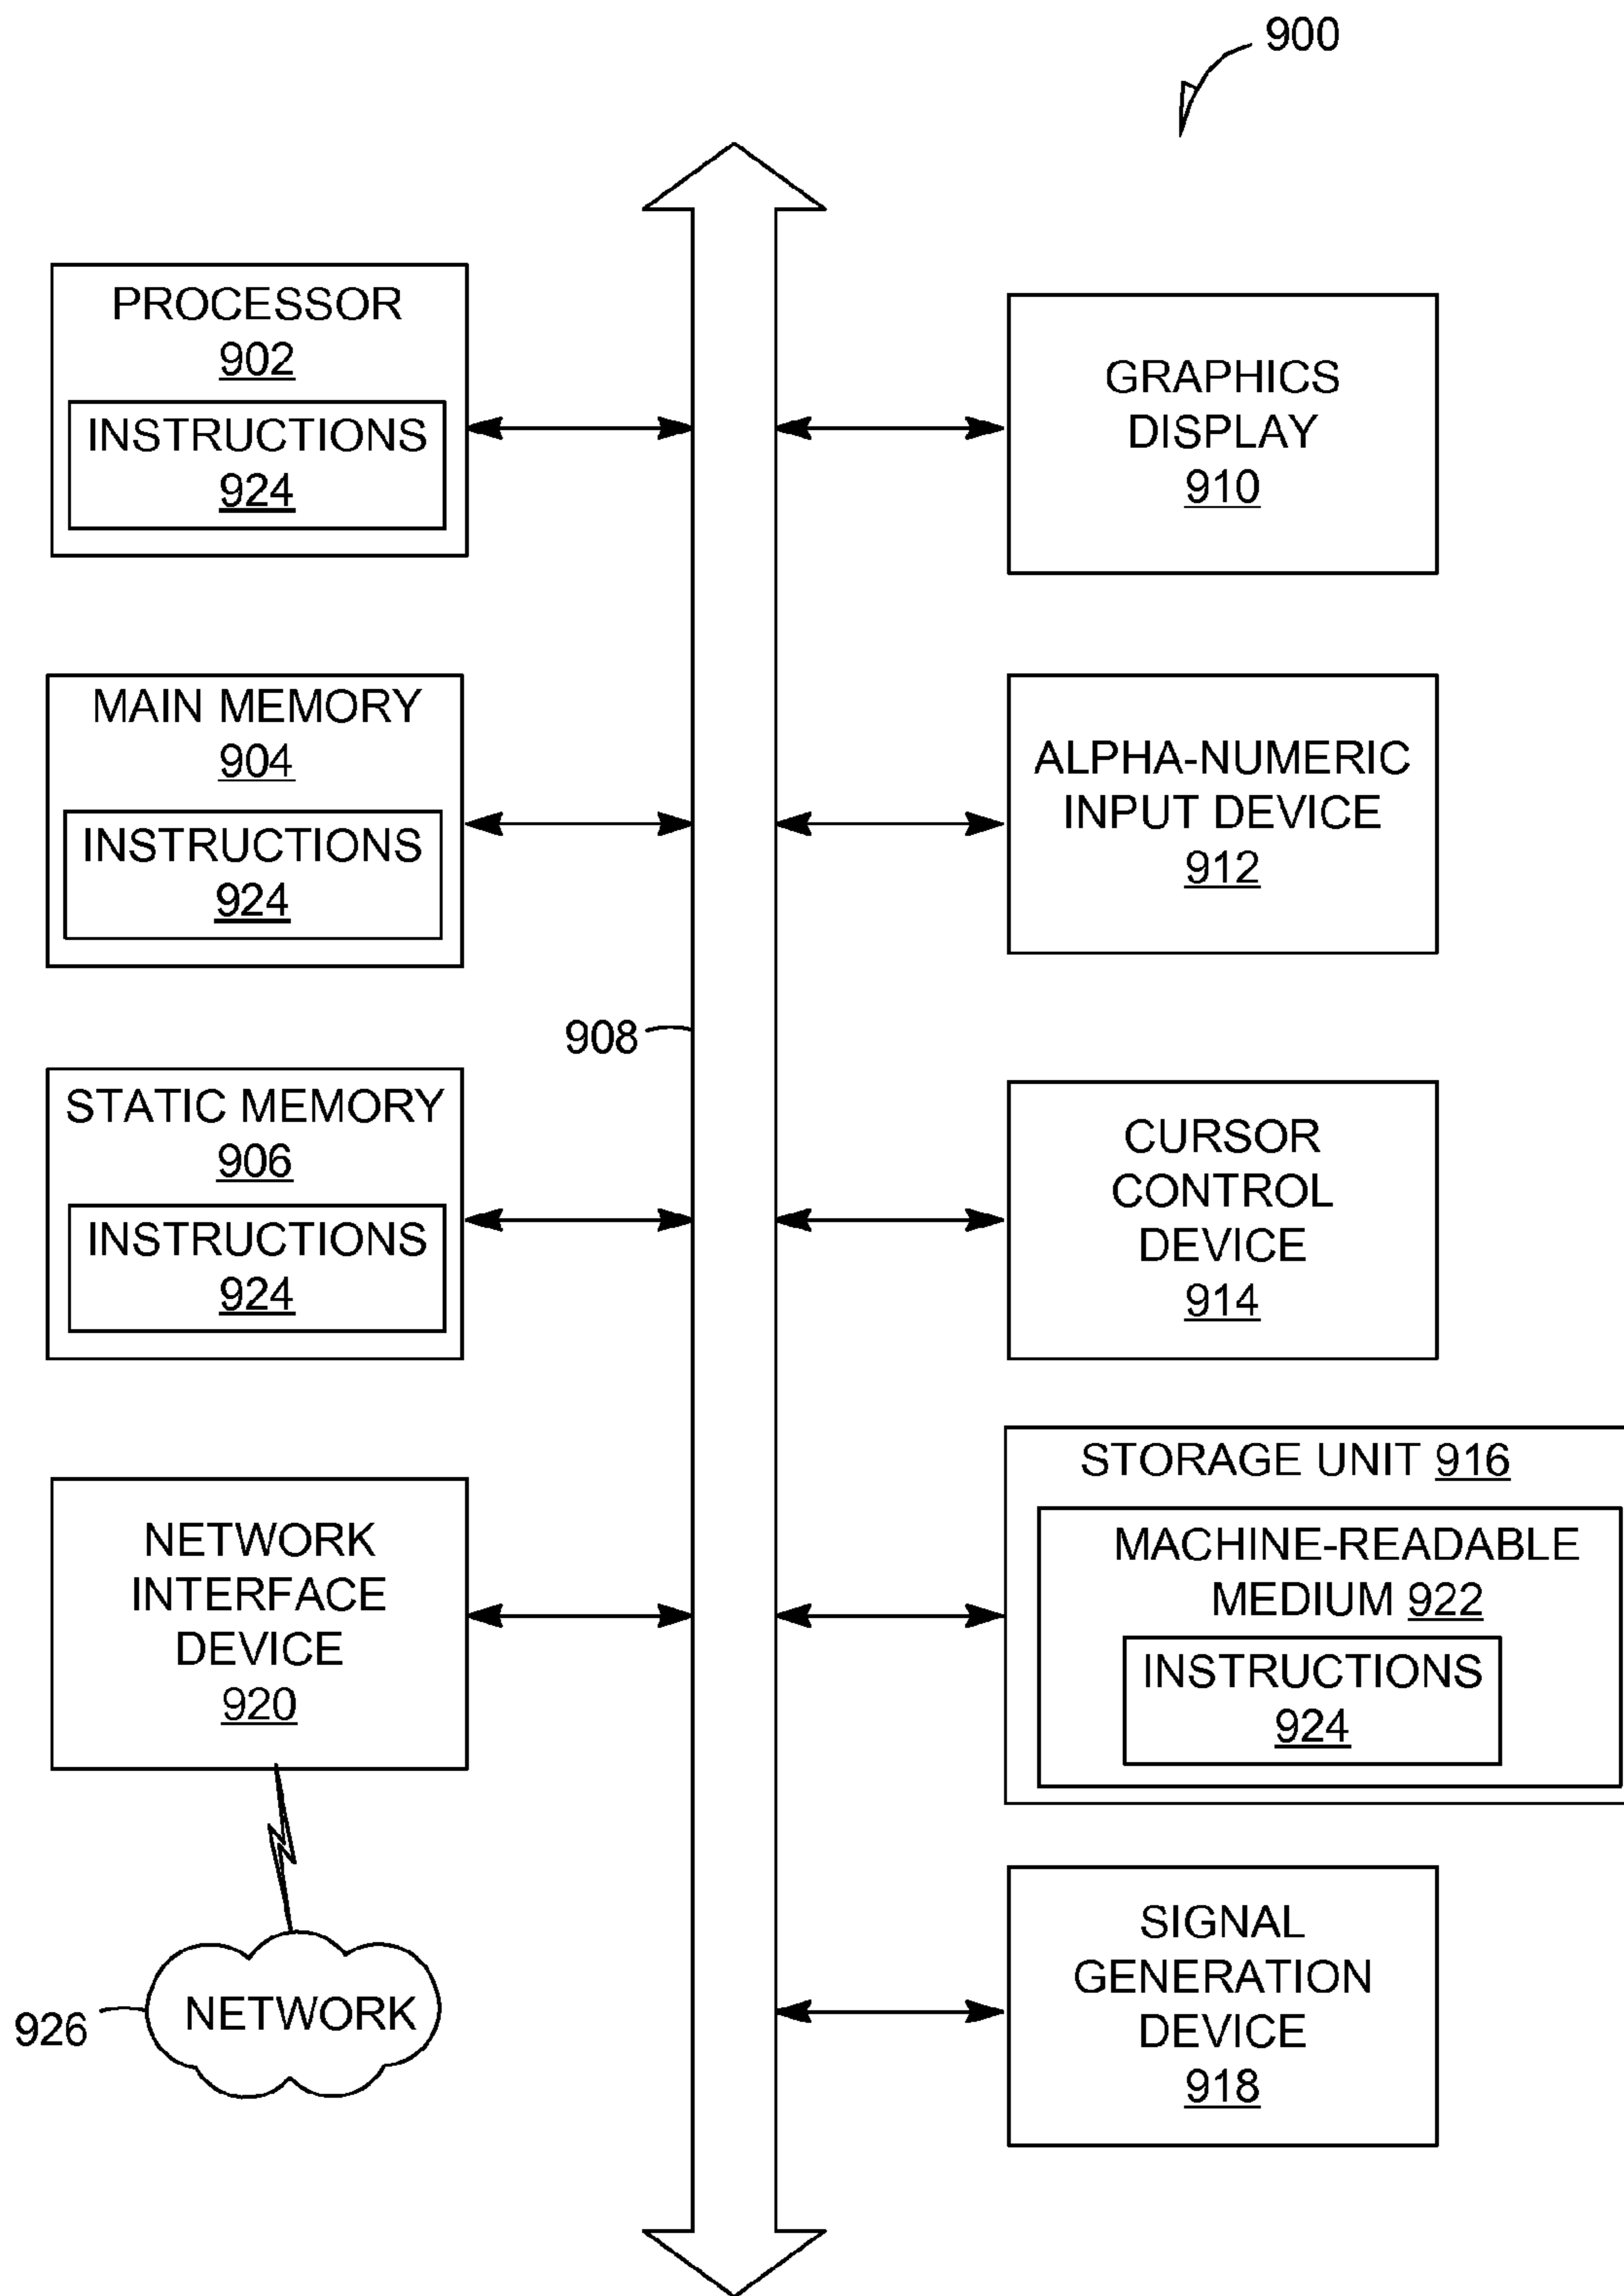 900
PROCESSOR
902
INSTRUCTIONS
924
MAIN MEMORY
904
INSTRUCTIONS
924
908
STATIC MEMORY
906
INSTRUCTIONS
924
NETWORK
INTERFACE
DEVICE
920
926
NETWORK
GRAPHICS
DISPLAY
910
ALPHA-NUMERIC
INPUT DEVICE
912
CURSOR
CONTROL
DEVICE
914
STORAGE UNIT 916
MACHINE-READABLE
MEDIUM 922
INSTRUCTIONS
924
SIGNAL
GENERATION
DEVICE
918